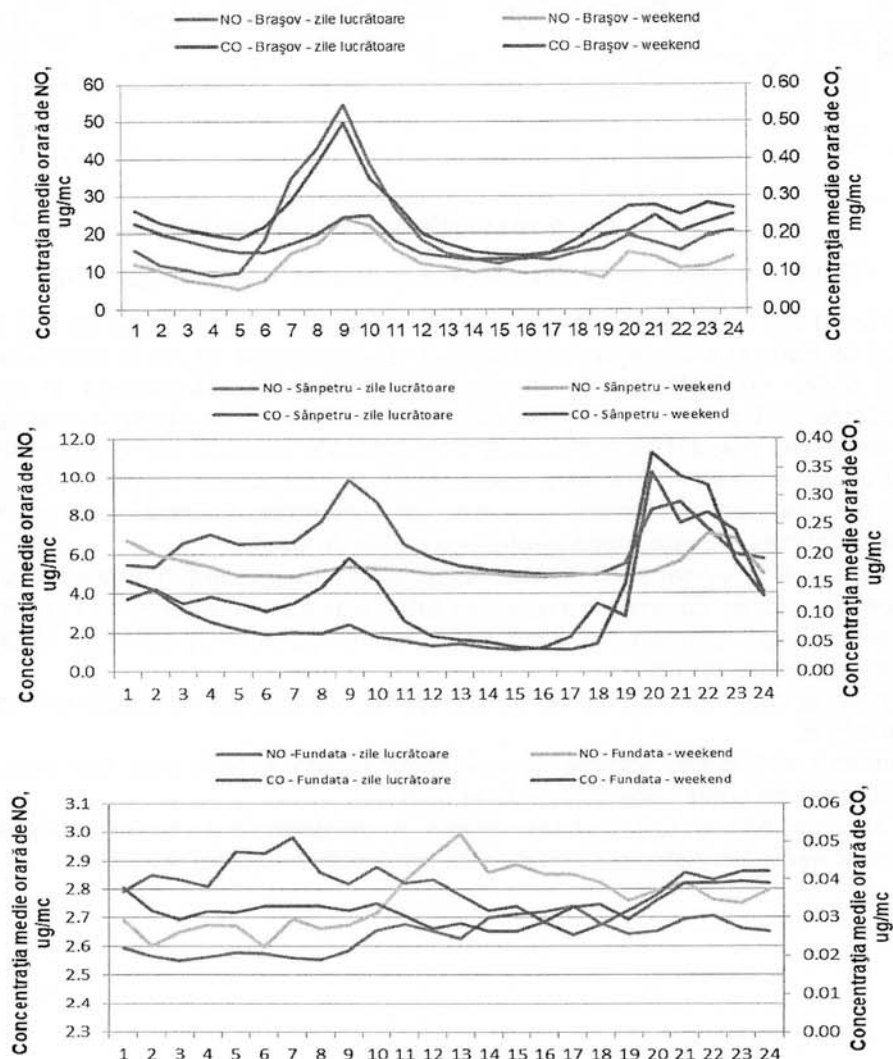 NO - Braşov - zile lucrătoare NO - Braşov - weekend
CO - Braşov - zile lucrătoare CO - Braşov - weekend
Concentraţia medie orară de NO,
ug/mc
60
50
40
30
20
10
0
0.60
0.50
0.40
0.30
0.20
0.10
0.00
Concentraţia medie orară de CO,
mg/mc
1 2 3 4 5 6 7 8 9 10 11 12 13 14 15 16 17 18 19 20 21 22 23 24
NO - Sânpetru - zile lucrătoare NO - Sânpetru - weekend
CO - Sânpetru - zile lucrătoare CO - Sânpetru - weekend
Concentraţia medie orară de NO,
ug/mc
12.0
10.0
8.0
6.0
4.0
2.0
0.0
0.40
0.35
0.30
0.25
0.20
0.15
0.10
0.05
0.00
Concentraţia medie orară de CO,
ug/mc
1 2 3 4 5 6 7 8 9 10 11 12 13 14 15 16 17 18 19 20 21 22 23 24
NO -Fundata - zile lucrătoare NO - Fundata - weekend
CO - Fundata - zile lucrătoare CO - Fundata - weekend
Concentraţia medie orară de NO,
ug/mc
3.1
3.0
2.9
2.8
2.7
2.6
2.5
2.4
2.3
0.06
0.05
0.04
0.03
0.02
0.01
0.00
Concentraţia medie orară de CO,
ug/mc
1 2 3 4 5 6 7 8 9 10 11 12 13 14 15 16 17 18 19 20 21 22 23 24